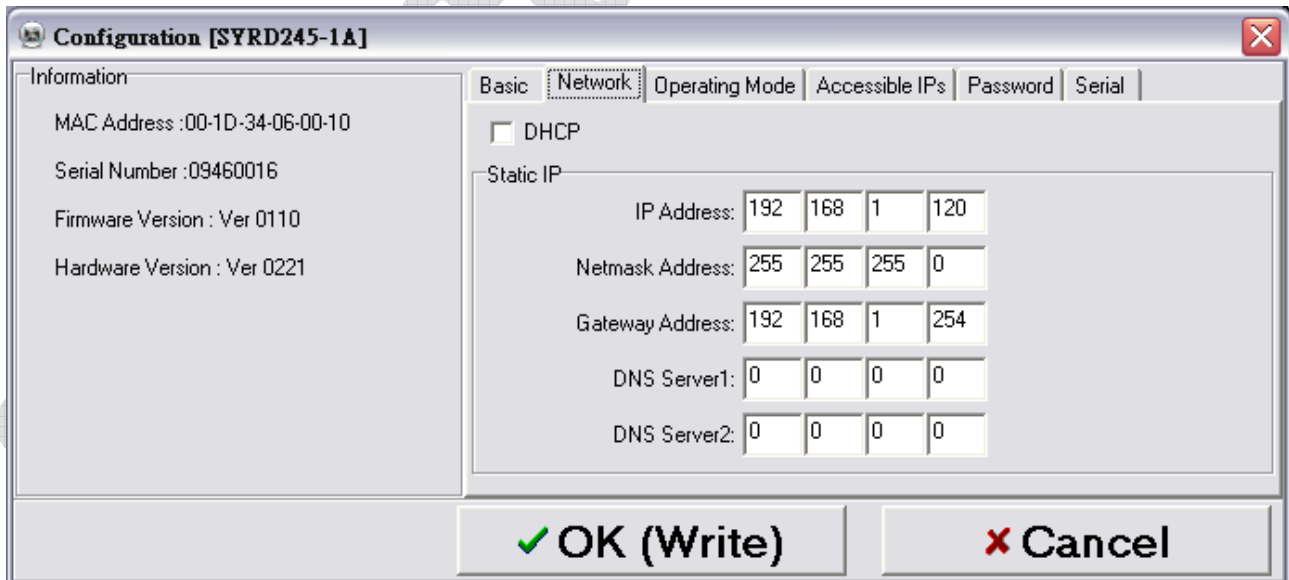 Configuration [SYRD245-1A]
Information
MAC Address :00-1D-34-06-00-10
Serial Number :09460016
Firmware Version : Ver 0110
Hardware Version : Ver 0221
Basic Network Operating Mode Accessible IPs Password Serial
DHCP
Static IP
IP Address: 192 168 1 120
Netmask Address: 255 255 255 0
Gateway Address: 192 168 1 254
DNS Server1: 0 0 0 0
DNS Server2: 0 0 0 0
OK (Write) Cancel